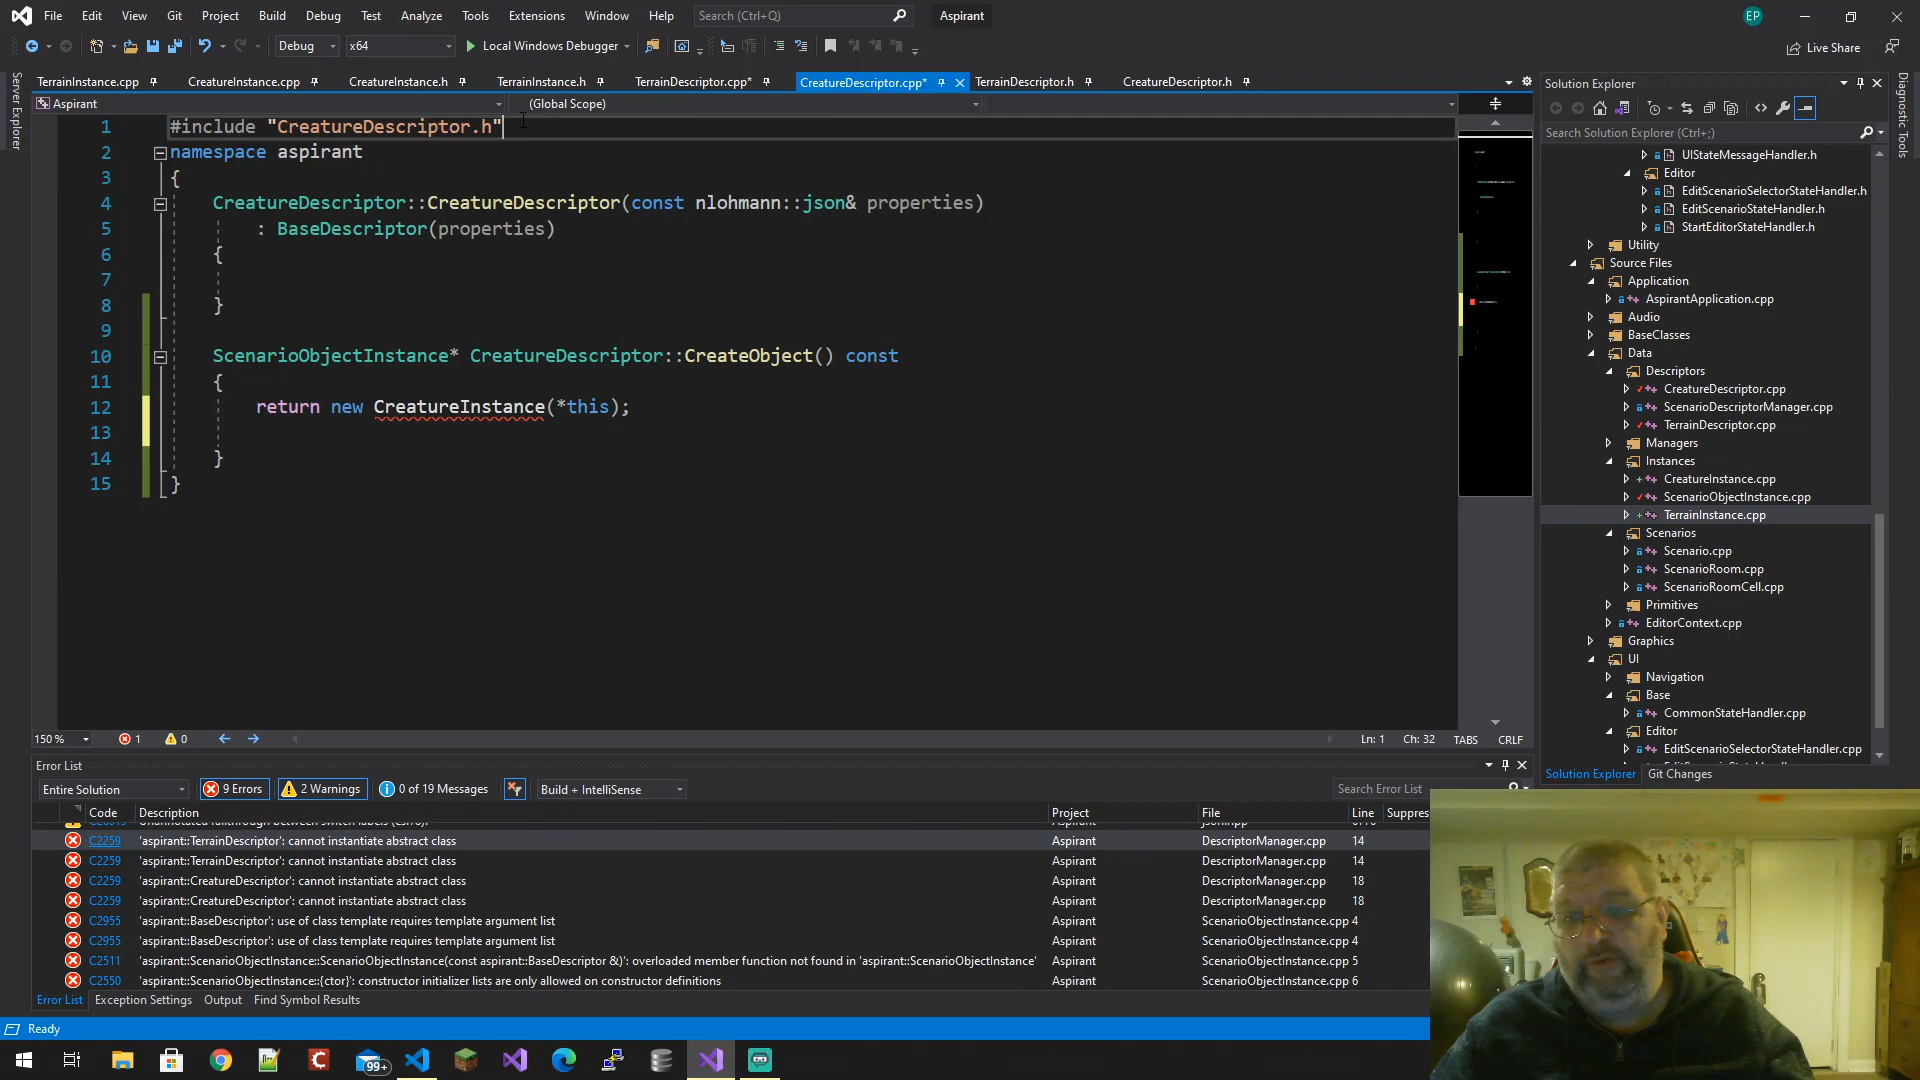 File Edit View Git Project Build Debug Test Analyze Tools Extensions Window Help Search (Ctrl+Q) Aspirant EP
Debug x64 Local Windows Debugger Live Share
Server Explorer
TerrainInstance.cpp CreatureInstance.cpp CreatureInstance.h TerrainInstance.h TerrainDescriptor.cpp* CreatureDescriptor.cpp* TerrainDescriptor.h CreatureDescriptor.h
Aspirant (Global Scope)
1 #include "CreatureDescriptor.h"
2 namespace aspirant
3 {
4 CreatureDescriptor::CreatureDescriptor(const nlohmann::json& properties)
5 : BaseDescriptor(properties)
6 {
7
8 }
9
10 ScenarioObjectInstance* CreatureDescriptor::CreateObject() const
11 {
12 return new CreatureInstance(*this);
13
14 }
15 }
150 % 1 0 Ln: 1 Ch: 32 TABS CRLF
Solution Explorer
Search Solution Explorer (Ctrl+;)
UIStateMessageHandler.h
Editor
EditScenarioSelectorStateHandler.h
EditScenarioStateHandler.h
StartEditorStateHandler.h
Utility
Source Files
Application
AspirantApplication.cpp
Audio
BaseClasses
Data
Descriptors
CreatureDescriptor.cpp
ScenarioDescriptorManager.cpp
TerrainDescriptor.cpp
Managers
Instances
CreatureInstance.cpp
ScenarioObjectInstance.cpp
TerrainInstance.cpp
Scenarios
Scenario.cpp
ScenarioRoom.cpp
ScenarioRoomCell.cpp
Primitives
EditorContext.cpp
Graphics
UI
Navigation
Base
CommonStateHandler.cpp
Editor
EditScenarioSelectorStateHandler.cpp
Solution Explorer Git Changes
Diagnostic Tools
Error List
Entire Solution 9 Errors 2 Warnings 0 of 19 Messages Build + IntelliSense Search Error List
Code Description Project File Line Suppres
C2259 'aspirant::TerrainDescriptor': cannot instantiate abstract class Aspirant DescriptorManager.cpp 14
C2259 'aspirant::TerrainDescriptor': cannot instantiate abstract class Aspirant DescriptorManager.cpp 14
C2259 'aspirant::CreatureDescriptor': cannot instantiate abstract class Aspirant DescriptorManager.cpp 18
C2259 'aspirant::CreatureDescriptor': cannot instantiate abstract class Aspirant DescriptorManager.cpp 18
C2955 'aspirant::BaseDescriptor': use of class template requires template argument list Aspirant ScenarioObjectInstance.cpp 4
C2955 'aspirant::BaseDescriptor': use of class template requires template argument list Aspirant ScenarioObjectInstance.cpp 4
C2511 'aspirant::ScenarioObjectInstance::ScenarioObjectInstance(const aspirant::BaseDescriptor &)': overloaded member function not found in 'aspirant::ScenarioObjectInstance' Aspirant ScenarioObjectInstance.cpp 5
C2550 'aspirant::ScenarioObjectInstance::{ctor}': constructor initializer lists are only allowed on constructor definitions Aspirant ScenarioObjectInstance.cpp 6
Error List Exception Settings Output Find Symbol Results
Ready
99+